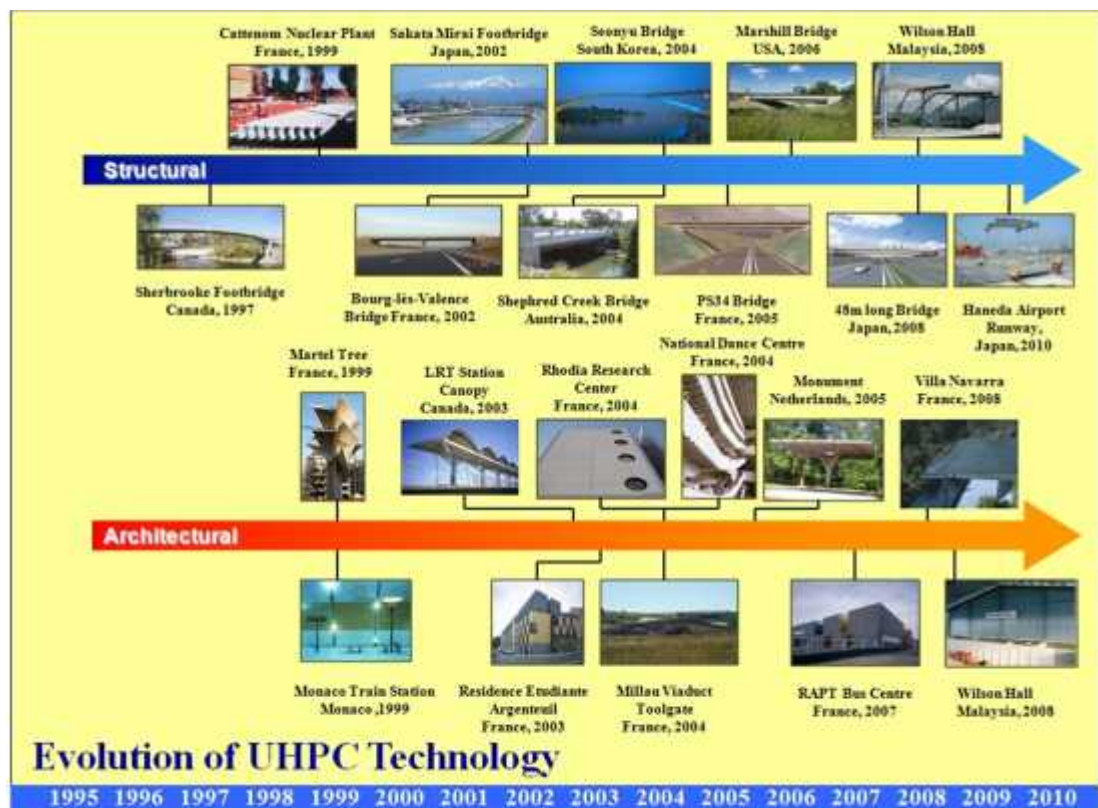 Cattenom Nuclear Plant
France, 1999
Sakata Mirai Footbridge
Japan, 2002
Soonyu Bridge
South Korea, 2004
Marshill Bridge
USA, 2006
Wilson Hall
Malaysia, 2008
Structural
Sherbrooke Footbridge
Canada, 1997
Bourg-lès-Valence
Bridge France, 2002
Shephred Creek Bridge
Australia, 2004
PS34 Bridge
France, 2005
48m long Bridge
Japan, 2008
Haneda Airport
Runway,
Japan, 2010
Martel Tree
France, 1999
LRT Station
Canopy
Canada, 2003
Rhodia Research
Center
France, 2004
National Dance Centre
France, 2004
Monument
Netherlands, 2005
Villa Navarra
France, 2008
Architectural
Monaco Train Station
Monaco ,1999
Residence Etudiante
Argenteuil
France, 2003
Millau Viaduct
Toolgate
France, 2004
RAPT Bus Centre
France, 2007
Wilson Hall
Malaysia, 2008
Evolution of UHPC Technology
1995 1996 1997 1998 1999 2000 2001 2002 2003 2004 2005 2006 2007 2008 2009 2010